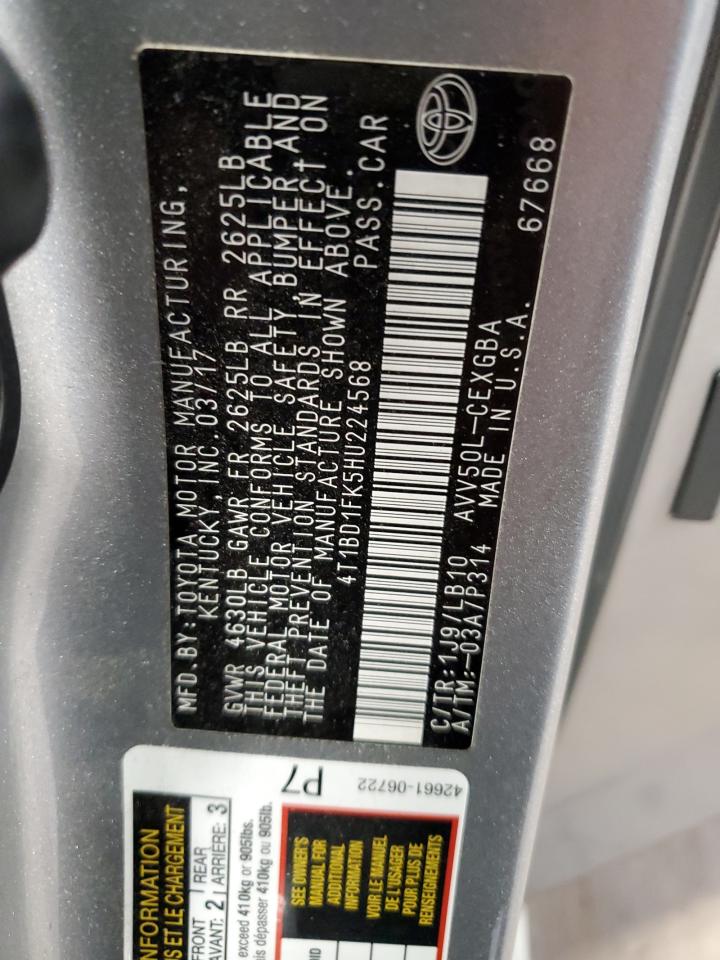 MFD. BY: TOYOTA MOTOR MANUFACTURING,
KENTUCKY, INC. 03/17
GVWR 4630LB GAWR FR 2625LB RR 2625LB
THIS VEHICLE CONFORMS TO ALL APPLICABLE
FEDERAL MOTOR VEHICLE SAFETY, BUMPER AND
THEFT PREVENTION STANDARDS IN EFFECT ON
THE DATE OF MANUFACTURE SHOWN ABOVE.
4T1BD1FK5HU224568 PASS.CAR
C/TR: 1J9/LB10 AVV50L-CEXGBA
A/TM: -03A/P314 MADE IN U.S.A. 67668
INFORMATION
S ET LE CHARGEMENT
FRONT 2 REAR 3
AVANT: ARRIÈRE:
exceed 410kg or 905lbs.
is dépasser 410kg ou 905lb.
SEE OWNER'S
MANUAL FOR
ADDITIONAL
INFORMATION
VOIR LE MANUEL
DE L'USAGER
POUR PLUS DE
RENSEIGNEMENTS
P7
42661-06722